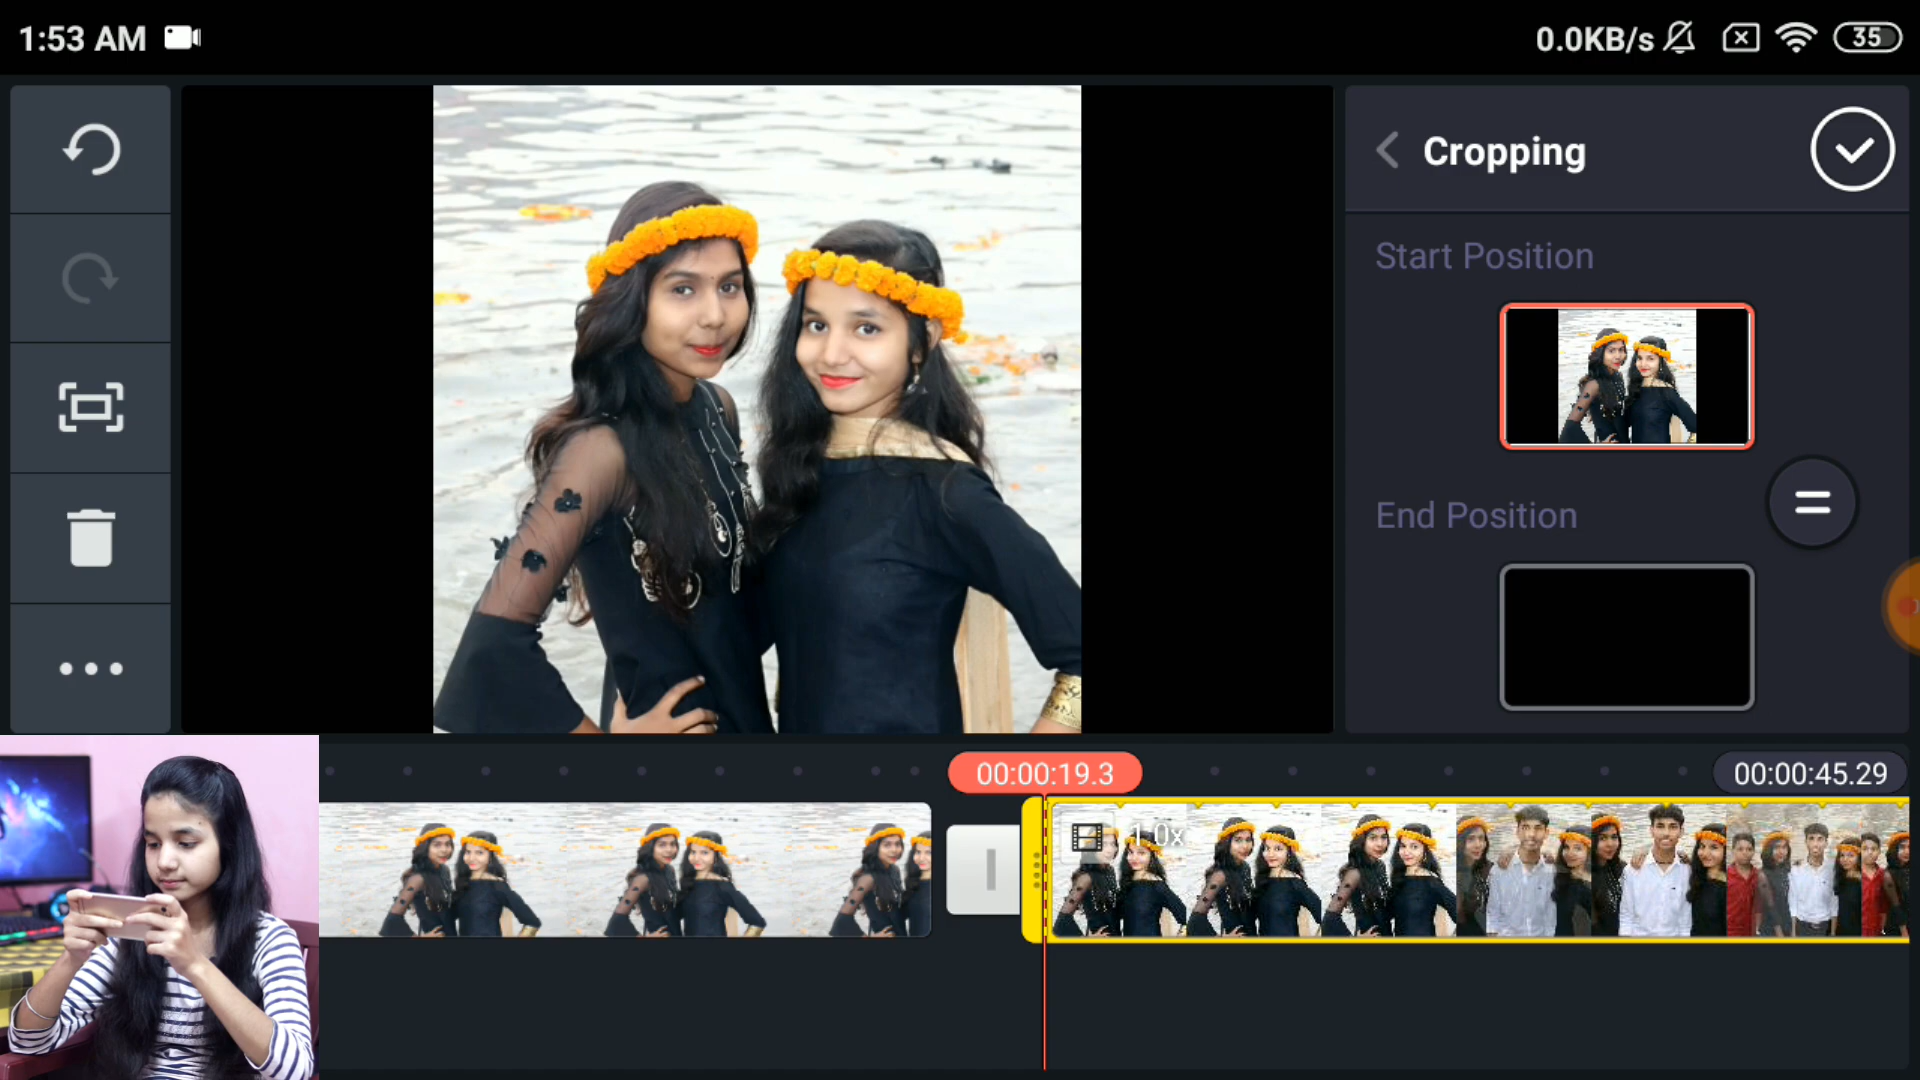 1:53 AM
0.0KB/s
35
Cropping
Start Position
End Position
00:00:19.3
00:00:45.29
1.0x